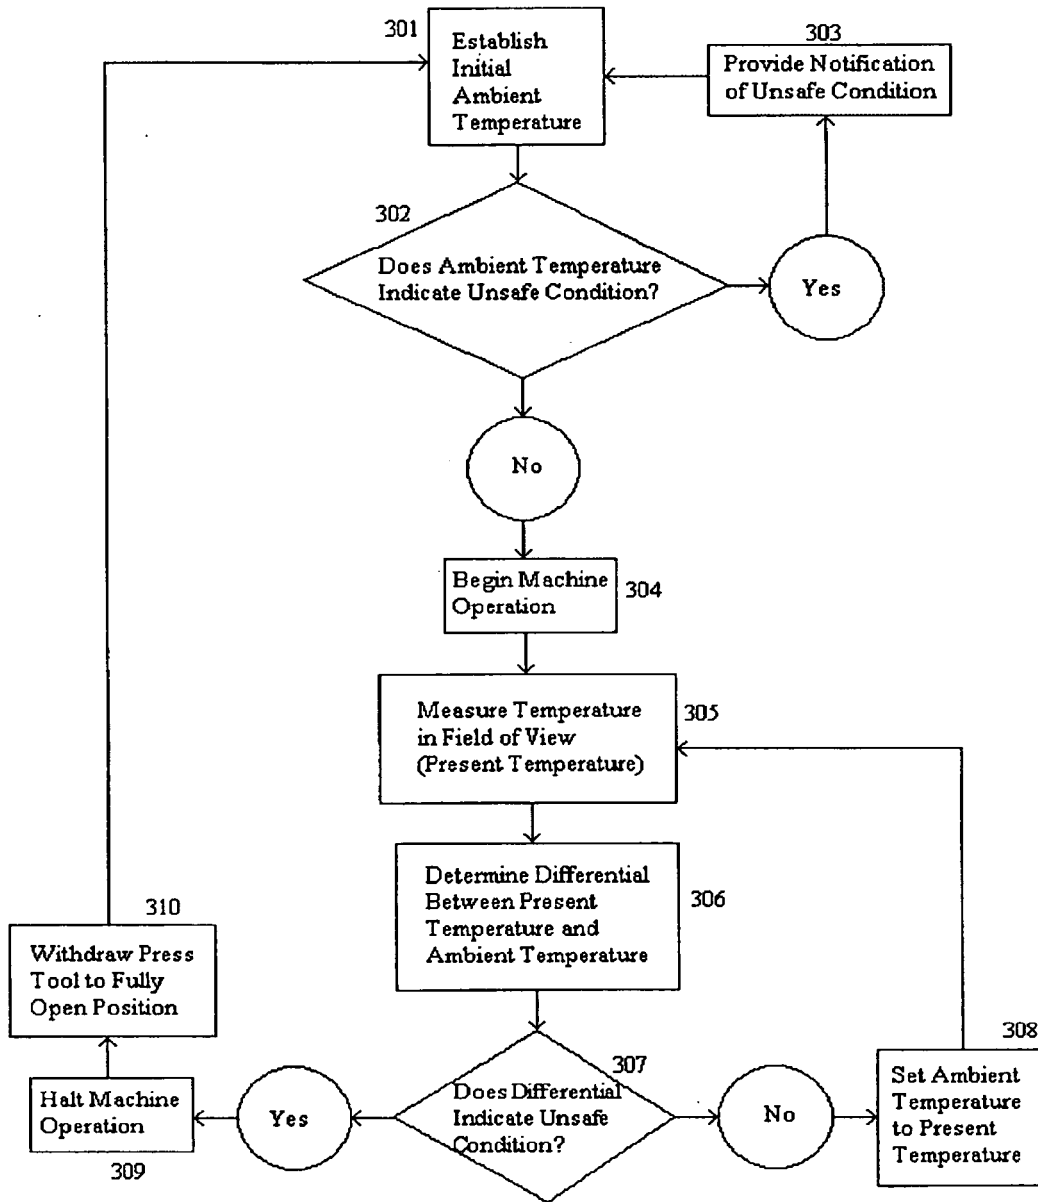 301
Establish
Initial
Ambient
Temperature
303
Provide Notification
of Unsafe Condition
302
Does Ambient Temperature
Indicate Unsafe Condition?
Yes
No
Begin Machine
Operation
304
Measure Temperature
in Field of View
(Present Temperature)
305
Determine Differential
Between Present
Temperature and
Ambient Temperature
306
307
Does Differential
Indicate Unsafe
Condition?
No
308
Set Ambient
Temperature
to Present
Temperature
Yes
Halt Machine
Operation
309
310
Withdraw Press
Tool to Fully
Open Position